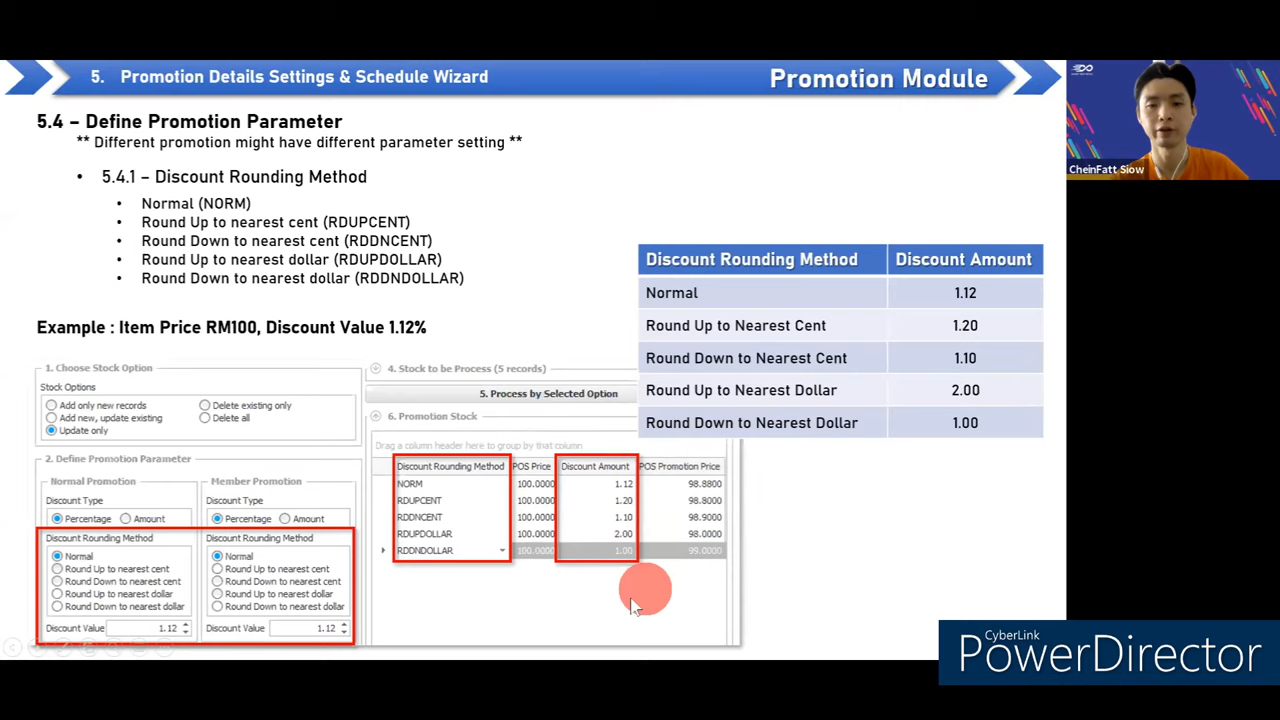 5. Promotion Details Settings & Schedule Wizard
Promotion Module
5.4 – Define Promotion Parameter
** Different promotion might have different parameter setting **
• 5.4.1 – Discount Rounding Method
• Normal (NORM)
• Round Up to nearest cent (RDUPCENT)
• Round Down to nearest cent (RDDNCENT)
• Round Up to nearest dollar (RDUPDOLLAR)
• Round Down to nearest dollar (RDDNDOLLAR)
Example : Item Price RM100, Discount Value 1.12%
Discount Rounding Method Discount Amount
Normal 1.12
Round Up to Nearest Cent 1.20
Round Down to Nearest Cent 1.10
Round Up to Nearest Dollar 2.00
Round Down to Nearest Dollar 1.00
1. Choose Stock Option
Stock Options
Add only new records Delete existing only
Add new, update existing Delete all
Update only
2. Define Promotion Parameter
Normal Promotion Member Promotion
Discount Type Discount Type
Percentage Amount Percentage Amount
Discount Rounding Method Discount Rounding Method
Normal Normal
Round Up to nearest cent Round Up to nearest cent
Round Down to nearest cent Round Down to nearest cent
Round Up to nearest dollar Round Up to nearest dollar
Round Down to nearest dollar Round Down to nearest dollar
Discount Value 1.12 Discount Value 1.12
4. Stock to be Process (5 records)
5. Process by Selected Option
6. Promotion Stock
Drag a column header here to group by that column
Discount Rounding Method POS Price Discount Amount POS Promotion Price
NORM 100.0000 1.12 98.8800
RDUPCENT 100.0000 1.20 98.8000
RDDNCENT 100.0000 1.10 98.9000
RDUPDOLLAR 100.0000 2.00 98.0000
RDDNDOLLAR 100.0000 1.00 99.0000
CheinFatt Siow
CyberLink
PowerDirector